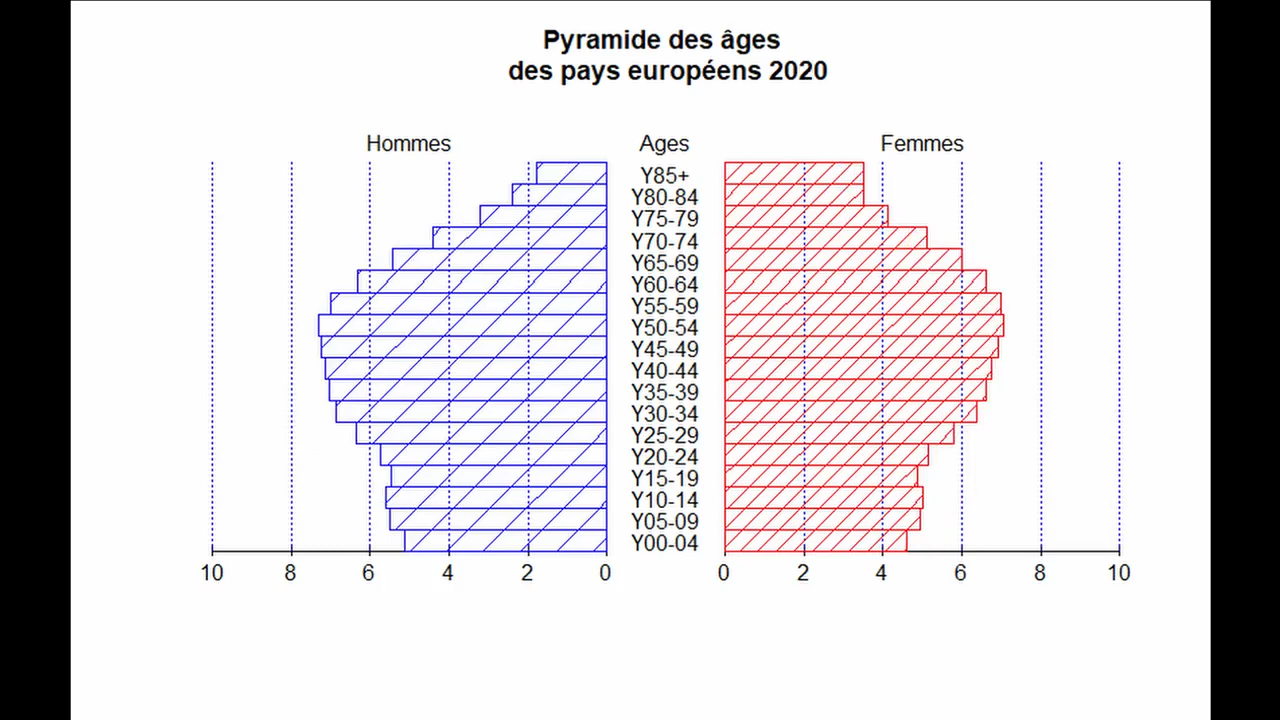 Pyramide des âges
des pays européens 2020
Hommes Ages Femmes
Y85+
Y80-84
Y75-79
Y70-74
Y65-69
Y60-64
Y55-59
Y50-54
Y45-49
Y40-44
Y35-39
Y30-34
Y25-29
Y20-24
Y15-19
Y10-14
Y05-09
Y00-04
10 8 6 4 2 0 0 2 4 6 8 10